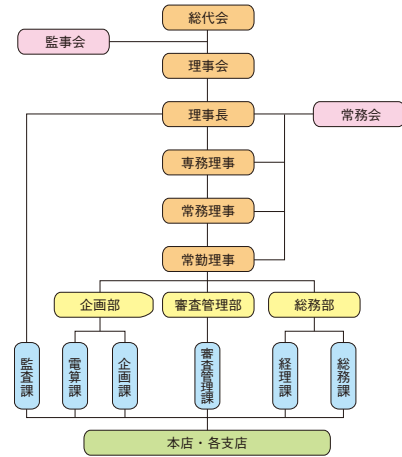 総代会
監事会
理事会
理事長
常務会
専務理事
常務理事
常勤理事
企画部
審査管理部
総務部
監査課
電算課
企画課
審査管理課
経理課
総務課
本店・各支店